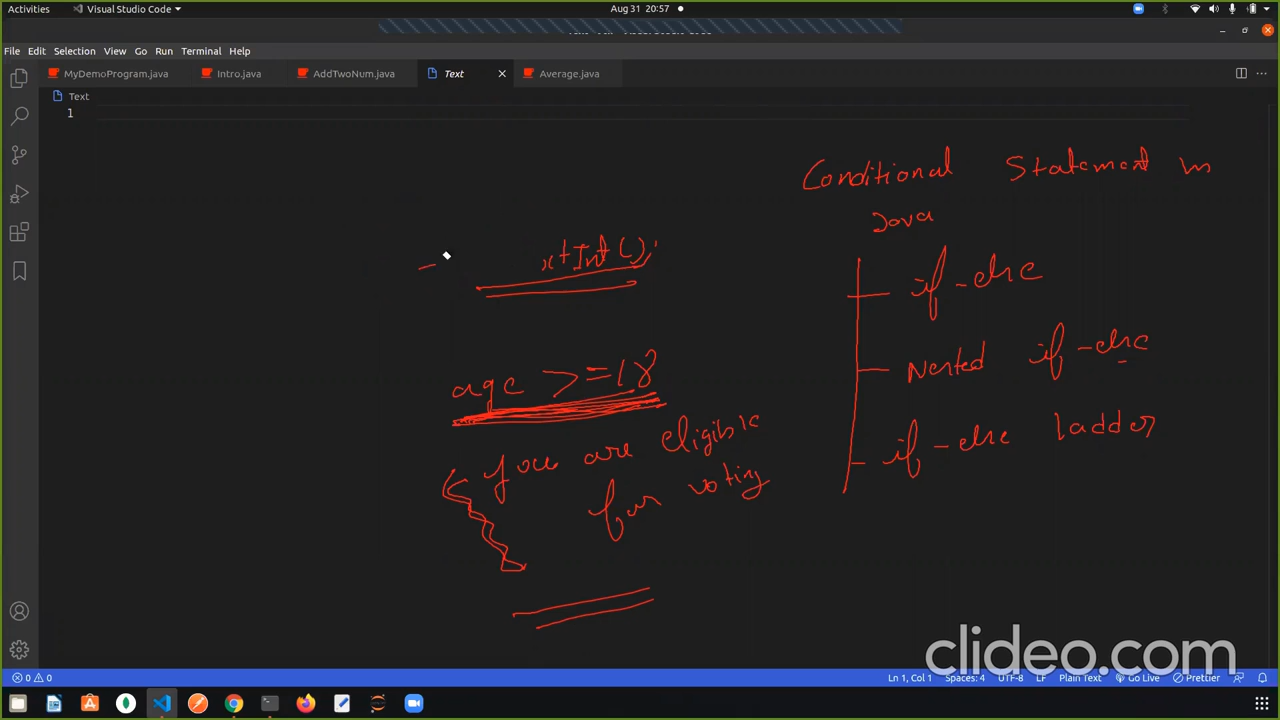 Activities
Visual Studio Code
Aug 31 20:57
File Edit Selection View Go Run Terminal Help
MyDemoProgram.java Intro.java AddTwoNum.java Text Average.java
Text
1
Conditional Statement in
Java
xtInt();
if-else
Nested if-else
if-else ladder
age >=18
you are eligible
for voting
clideo.com
0 0
Ln 1, Col 1 Spaces: 4 UTF-8 LF Plain Text Go Live Prettier